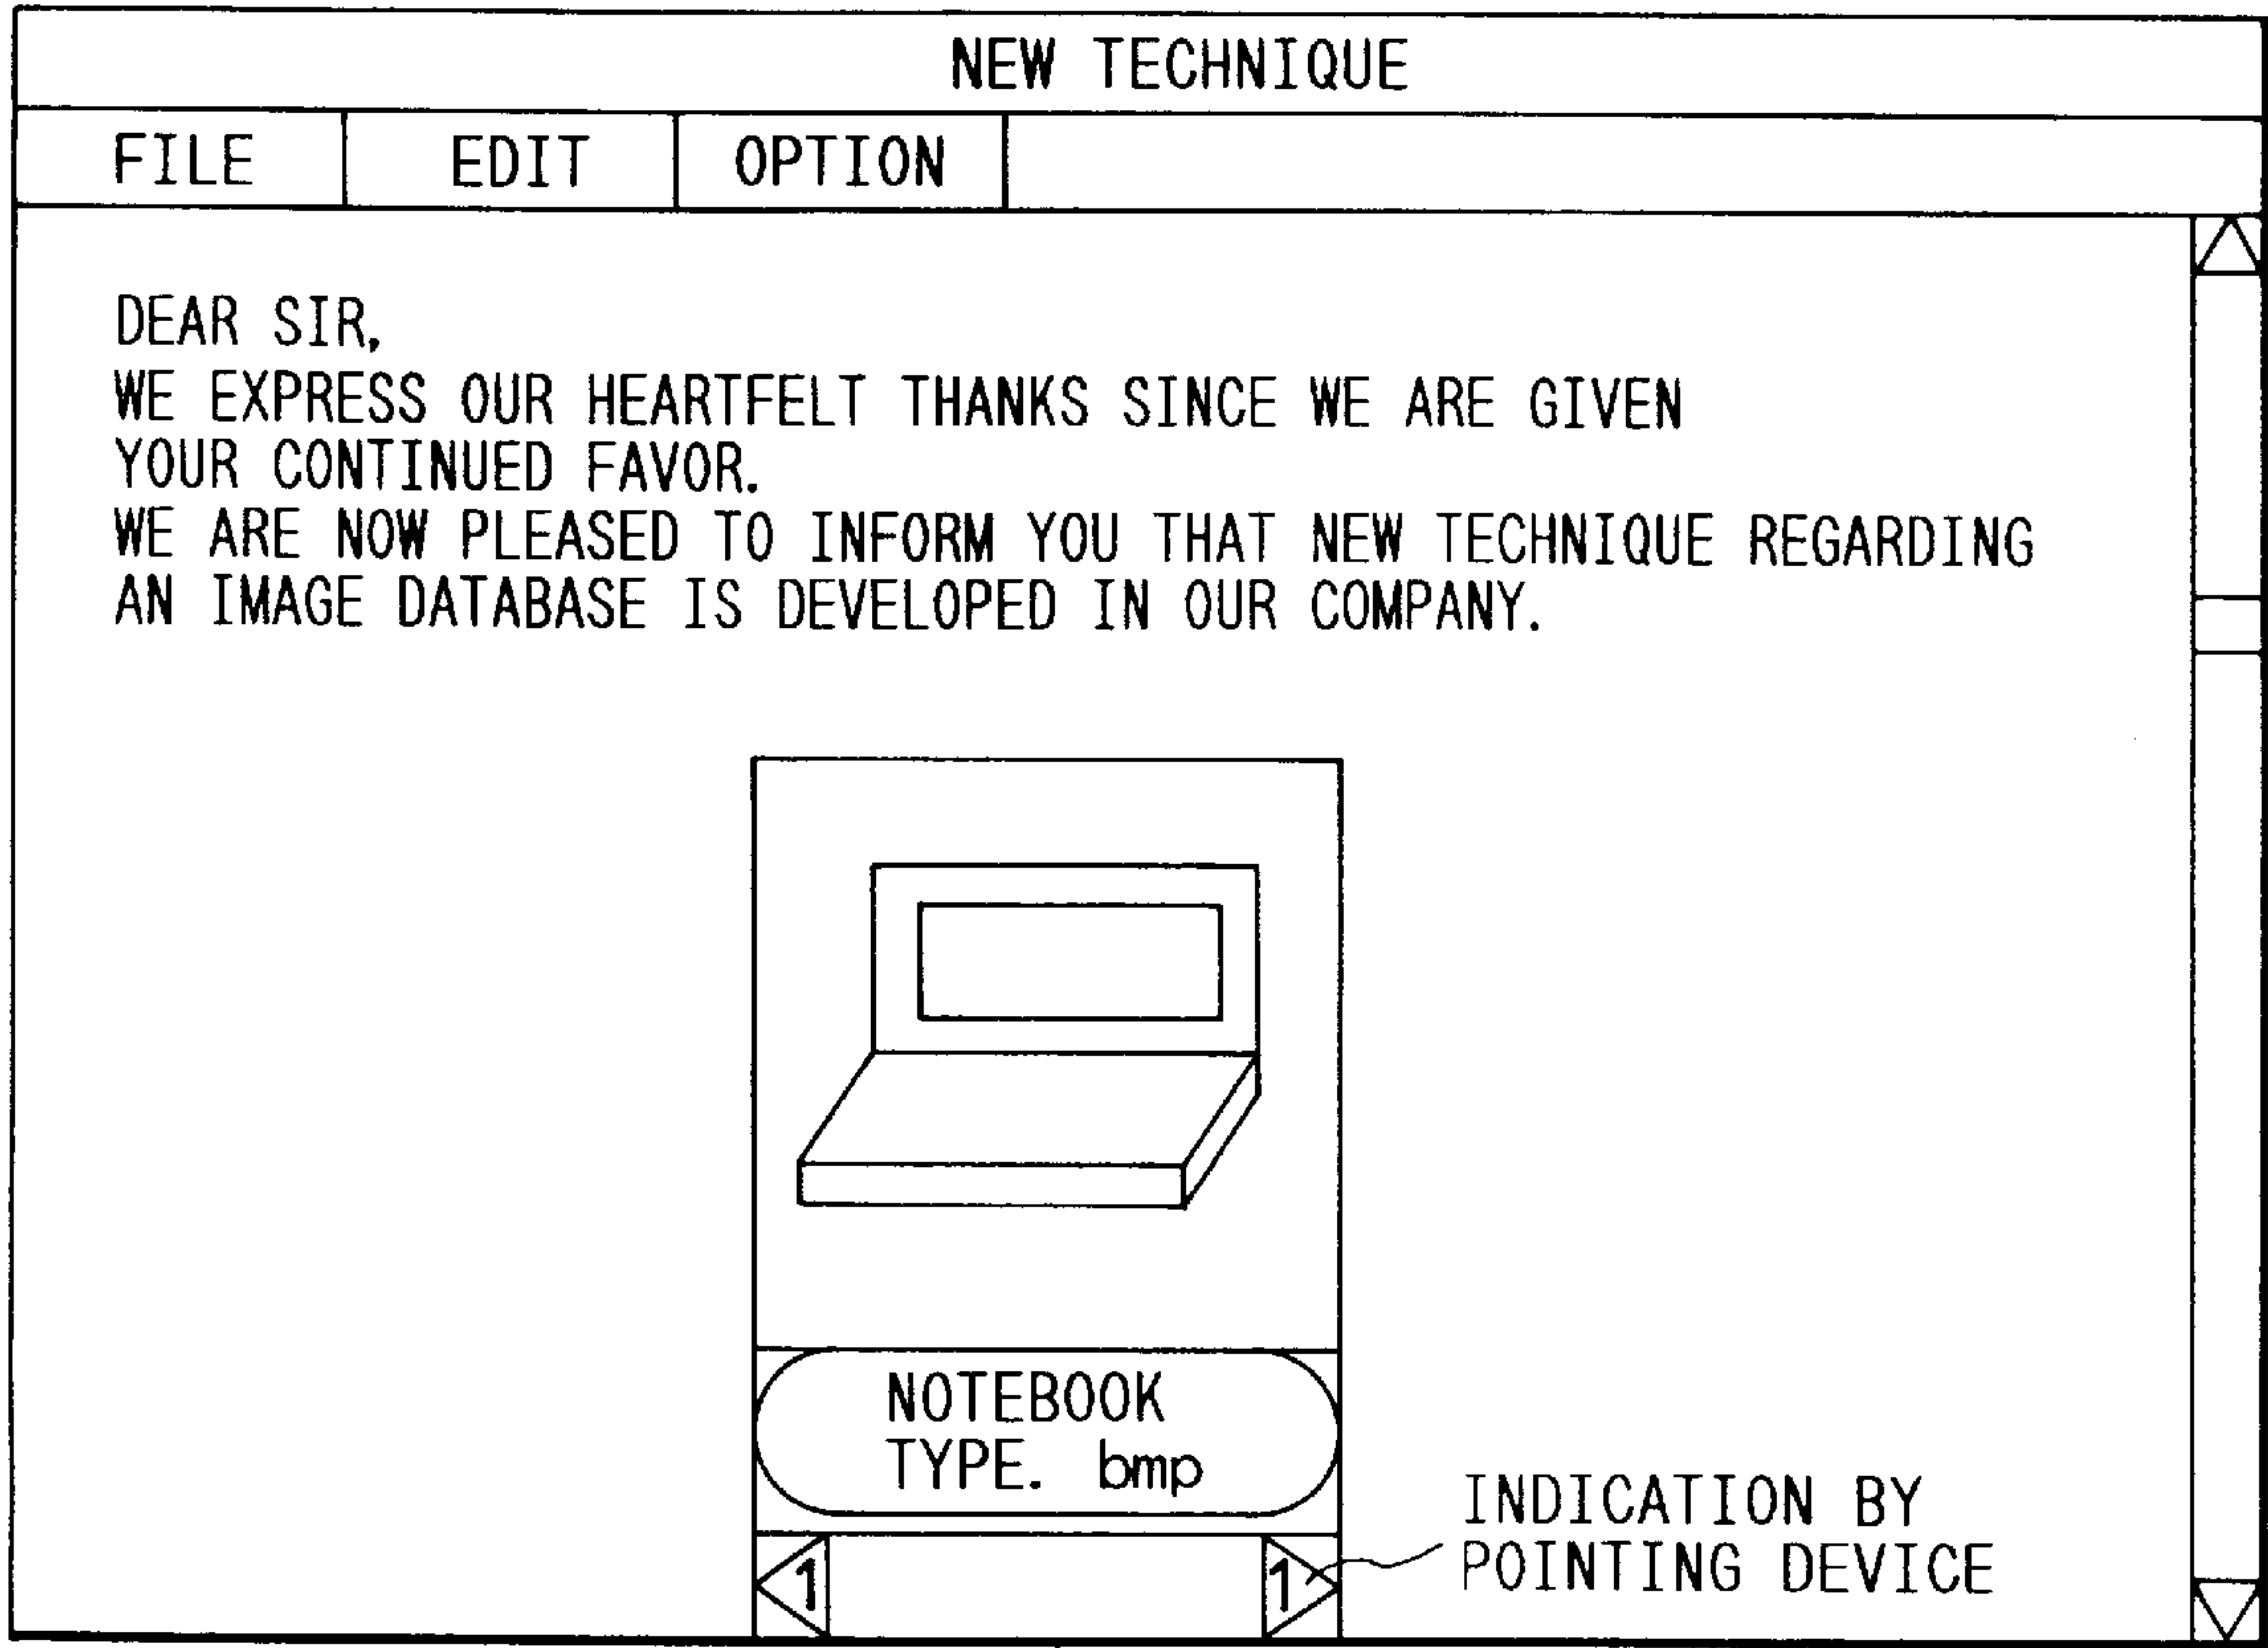 NEW TECHNIQUE
FILE EDIT OPTION
DEAR SIR,
WE EXPRESS OUR HEARTFELT THANKS SINCE WE ARE GIVEN
YOUR CONTINUED FAVOR.
WE ARE NOW PLEASED TO INFORM YOU THAT NEW TECHNIQUE REGARDING
AN IMAGE DATABASE IS DEVELOPED IN OUR COMPANY.
NOTEBOOK
TYPE. bmp
INDICATION BY
POINTING DEVICE
1 1